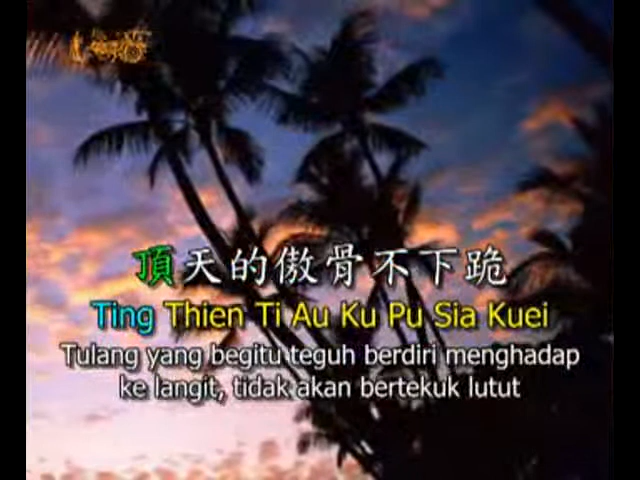 頂天的傲骨不下跪
Ting Thien Ti Au Ku Pu Sia Kuei
Tulang yang begitu teguh berdiri menghadap
ke langit, tidak akan bertekuk lutut